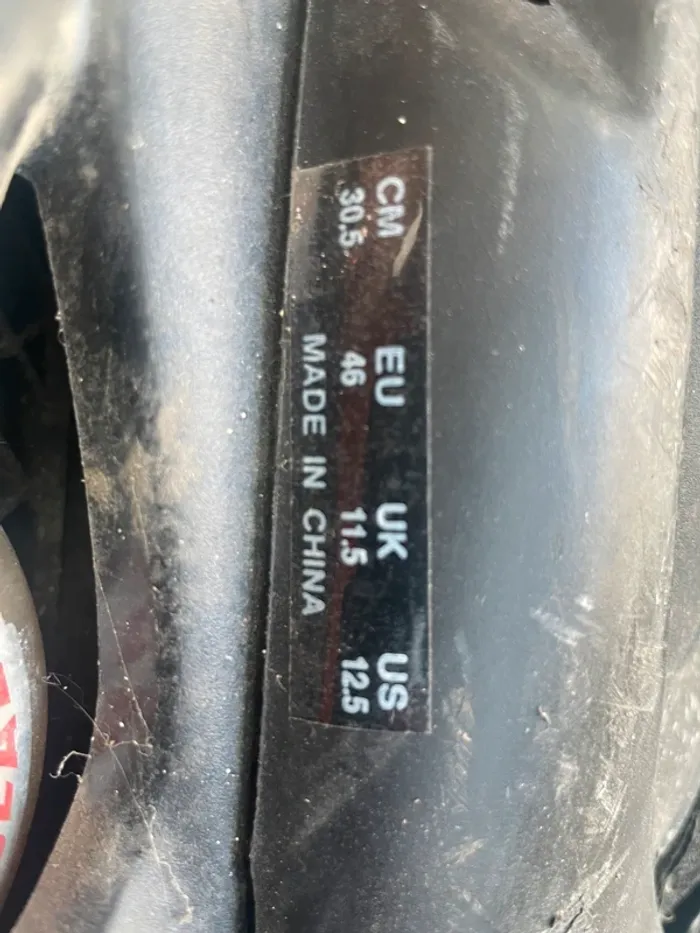 CM EU UK US
30.5 46 11.5 12.5
MADE IN CHINA